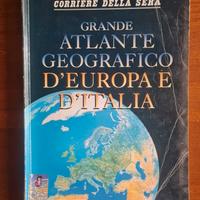 CORRIERE DELLA SERA
GRANDE
ATLANTE
GEOGRAFICO
D'EUROPA E
D'ITALIA